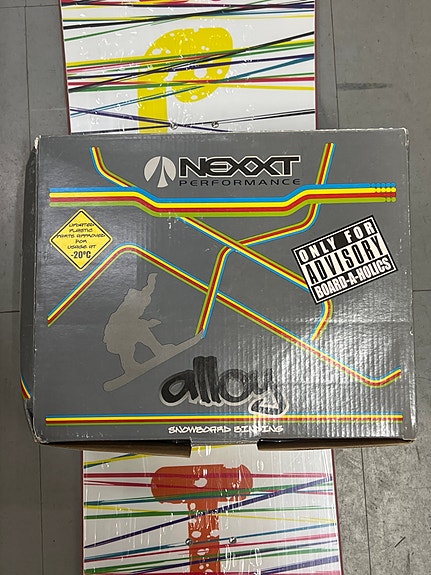 NEXXT
PERFORMANCE
UPDATED
PLASTIC
PARTS APPROVED
FOR
USAGE AT
-20°C
ONLY FOR
ADVISORY
BOARD-A-HOLICS
alloy
SNOWBOARD BINDING